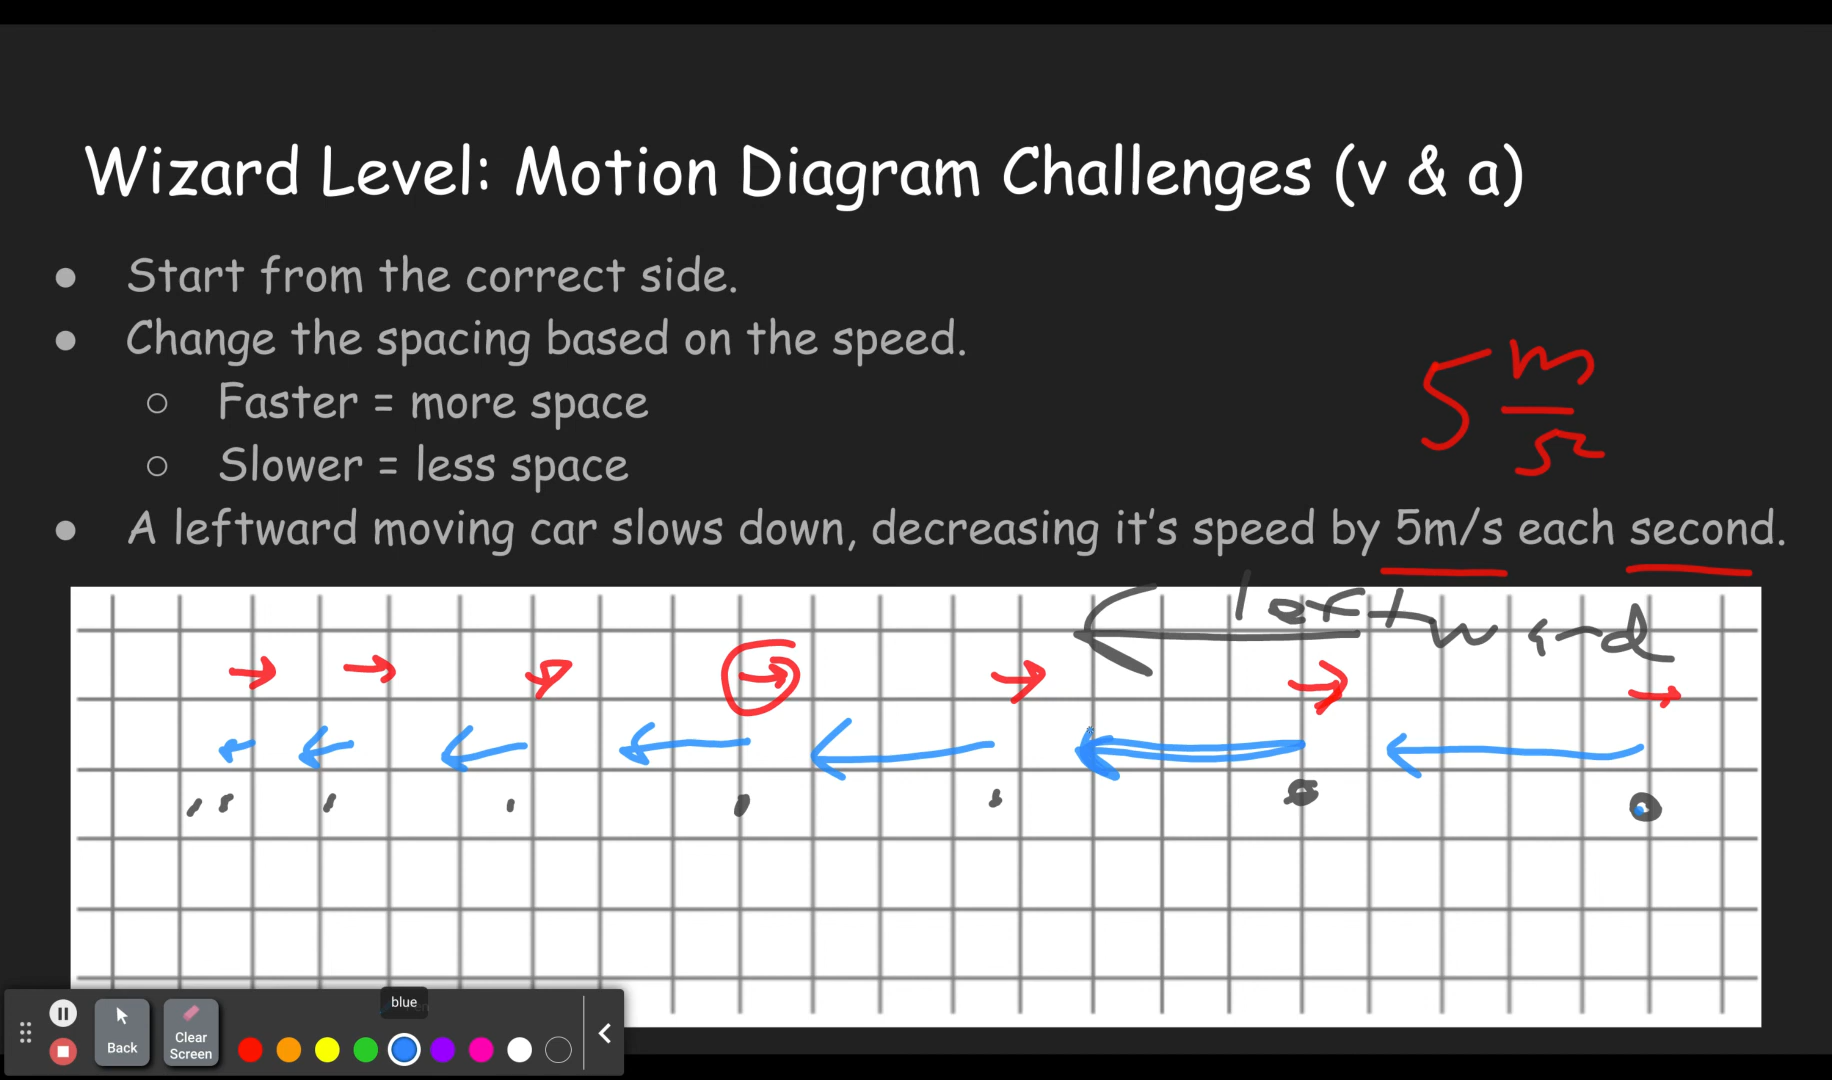 Wizard Level: Motion Diagram Challenges (v & a)
● Start from the correct side.
● Change the spacing based on the speed.
○ Faster = more space
○ Slower = less space
5 m/s²
● A leftward moving car slows down, decreasing it's speed by 5m/s each second.
leftward
blue
Back
Clear
Screen